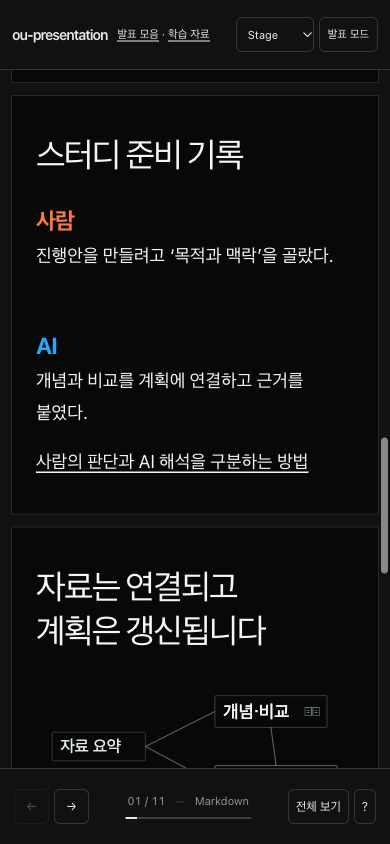 ou-presentation 발표 모음 · 학습 자료 Stage 발표 모드
스터디 준비 기록
사람
진행안을 만들려고 ‘목적과 맥락’을 골랐다.
AI
개념과 비교를 계획에 연결하고 근거를
붙였다.
사람의 판단과 AI 해석을 구분하는 방법
자료는 연결되고
계획은 갱신됩니다
개념·비교
자료 요약
← → 01 / 11 — Markdown 전체 보기 ?